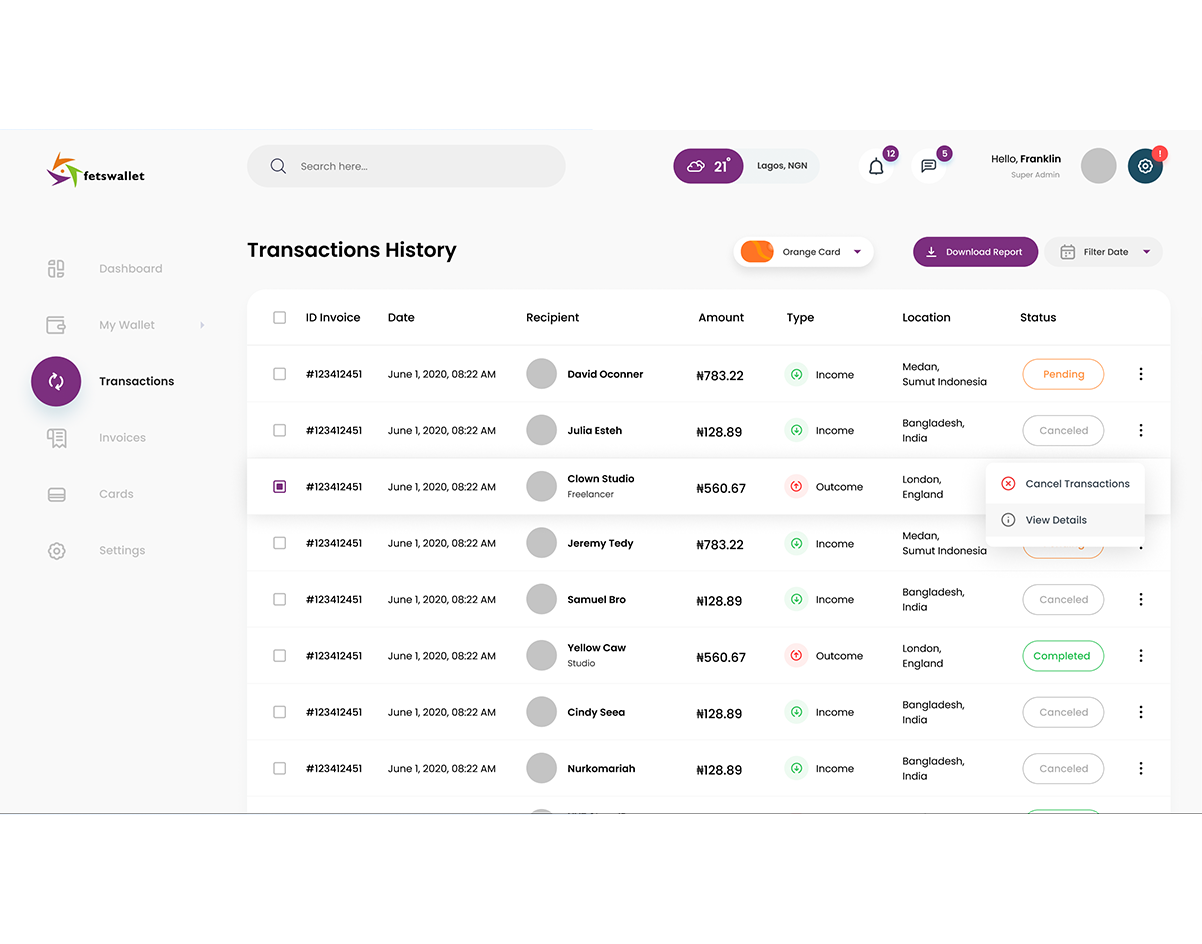 fetswallet
Search here...
21°
Lagos, NGN
12
5
Hello, Franklin
Super Admin
!
Transactions History
Orange Card
Download Report
Filter Date
Dashboard
My Wallet
Transactions
Invoices
Cards
Settings
ID Invoice Date Recipient Amount Type Location Status
#123412451 June 1, 2020, 08:22 AM David Oconner ₦783.22 Income Medan, Pending
Sumut Indonesia
#123412451 June 1, 2020, 08:22 AM Julia Esteh ₦128.89 Income Bangladesh, Canceled
India
#123412451 June 1, 2020, 08:22 AM Clown Studio ₦560.67 Outcome London,
Freelancer England
Cancel Transactions
View Details
#123412451 June 1, 2020, 08:22 AM Jeremy Tedy ₦783.22 Income Medan,
Sumut Indonesia
#123412451 June 1, 2020, 08:22 AM Samuel Bro ₦128.89 Income Bangladesh, Canceled
India
#123412451 June 1, 2020, 08:22 AM Yellow Caw ₦560.67 Outcome London, Completed
Studio England
#123412451 June 1, 2020, 08:22 AM Cindy Seea ₦128.89 Income Bangladesh, Canceled
India
#123412451 June 1, 2020, 08:22 AM Nurkomariah ₦128.89 Income Bangladesh, Canceled
India